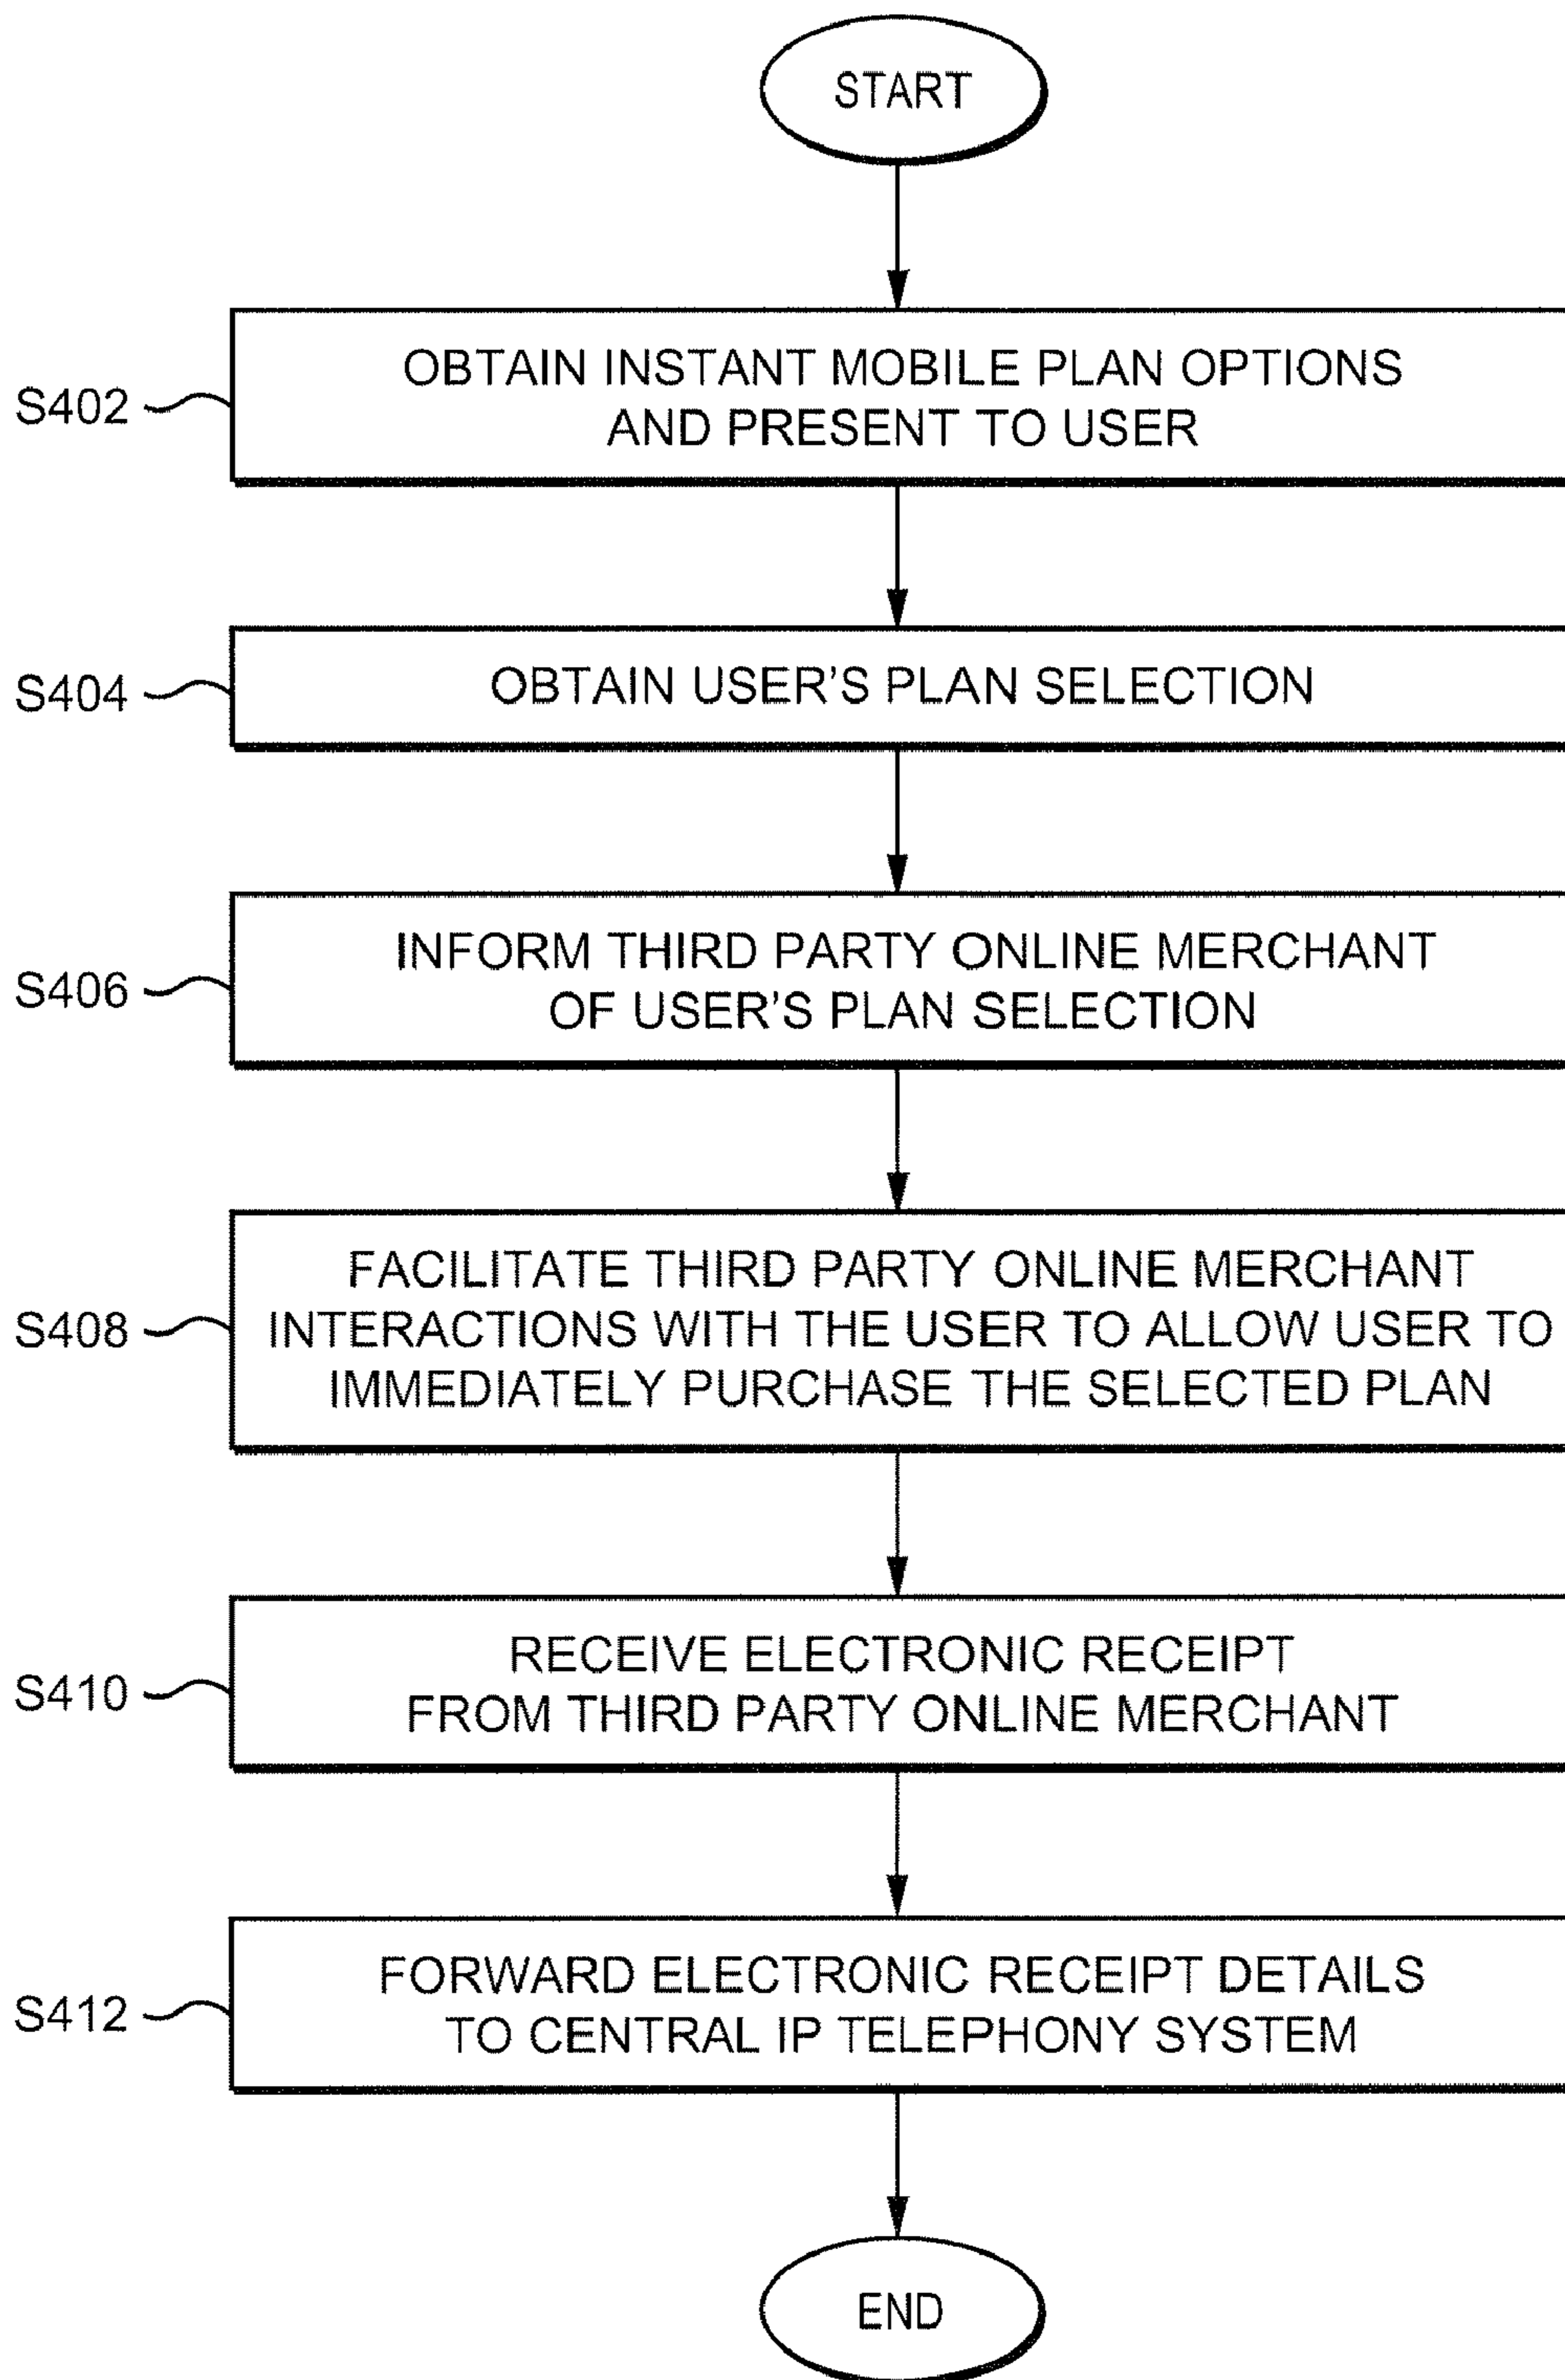 START
S402
OBTAIN INSTANT MOBILE PLAN OPTIONS
AND PRESENT TO USER
S404
OBTAIN USER'S PLAN SELECTION
S406
INFORM THIRD PARTY ONLINE MERCHANT
OF USER'S PLAN SELECTION
S408
FACILITATE THIRD PARTY ONLINE MERCHANT
INTERACTIONS WITH THE USER TO ALLOW USER TO
IMMEDIATELY PURCHASE THE SELECTED PLAN
S410
RECEIVE ELECTRONIC RECEIPT
FROM THIRD PARTY ONLINE MERCHANT
S412
FORWARD ELECTRONIC RECEIPT DETAILS
TO CENTRAL IP TELEPHONY SYSTEM
END